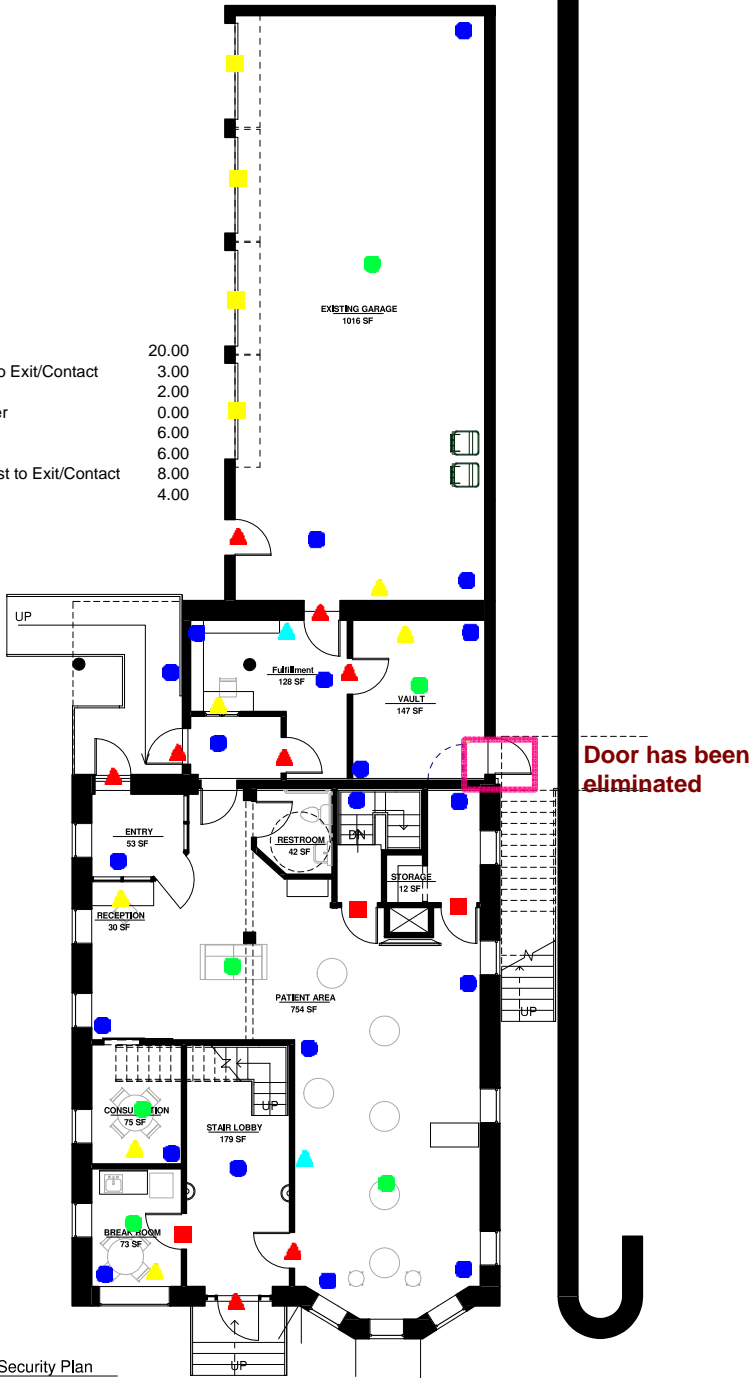 EXISTING GARAGE
1016 SF
20.00
o Exit/Contact 3.00
2.00
er 0.00
6.00
6.00
st to Exit/Contact 8.00
4.00
UP
Fulfillment
128 SF
VAULT
147 SF
Door has been
eliminated
ENTRY
53 SF
RESTROOM
42 SF
DN
STORAGE
12 SF
RECEPTION
30 SF
PATIENT AREA
754 SF
UP
UP
75 SF
STAIR LOBBY
179 SF
73 SF
UP
Security Plan